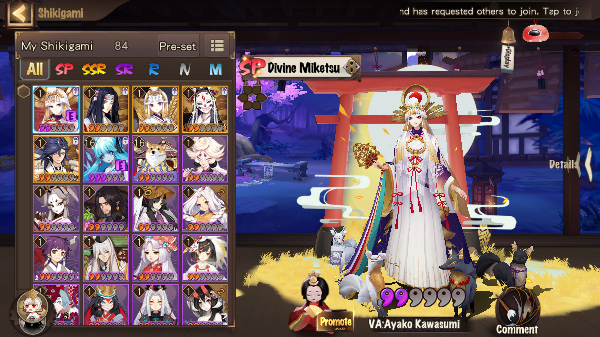 Shikigami
nd has requested others to join. Tap to j
My Shikigami 84 Pre-set
All SP SSR SR R N M
SP Divine Miketsu
Details
Promote
VA:Ayako Kawasumi
Comment